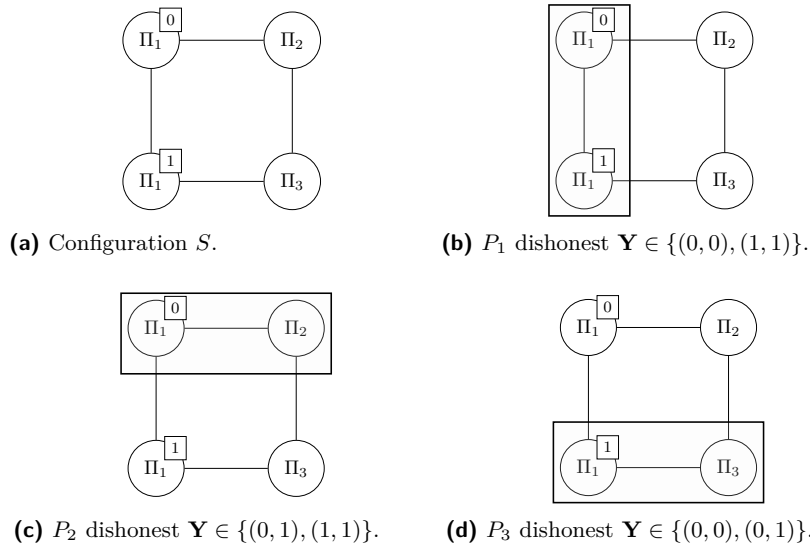 0 0
Π₁ Π₂ Π₁ Π₂
1 1
Π₁ Π₃ Π₁ Π₃
(a) Configuration S. (b) P₁ dishonest Y ∈ {(0, 0), (1, 1)}.
0 0
Π₁ Π₂ Π₁ Π₂
1 1
Π₁ Π₃ Π₁ Π₃
(c) P₂ dishonest Y ∈ {(0, 1), (1, 1)}. (d) P₃ dishonest Y ∈ {(0, 0), (0, 1)}.